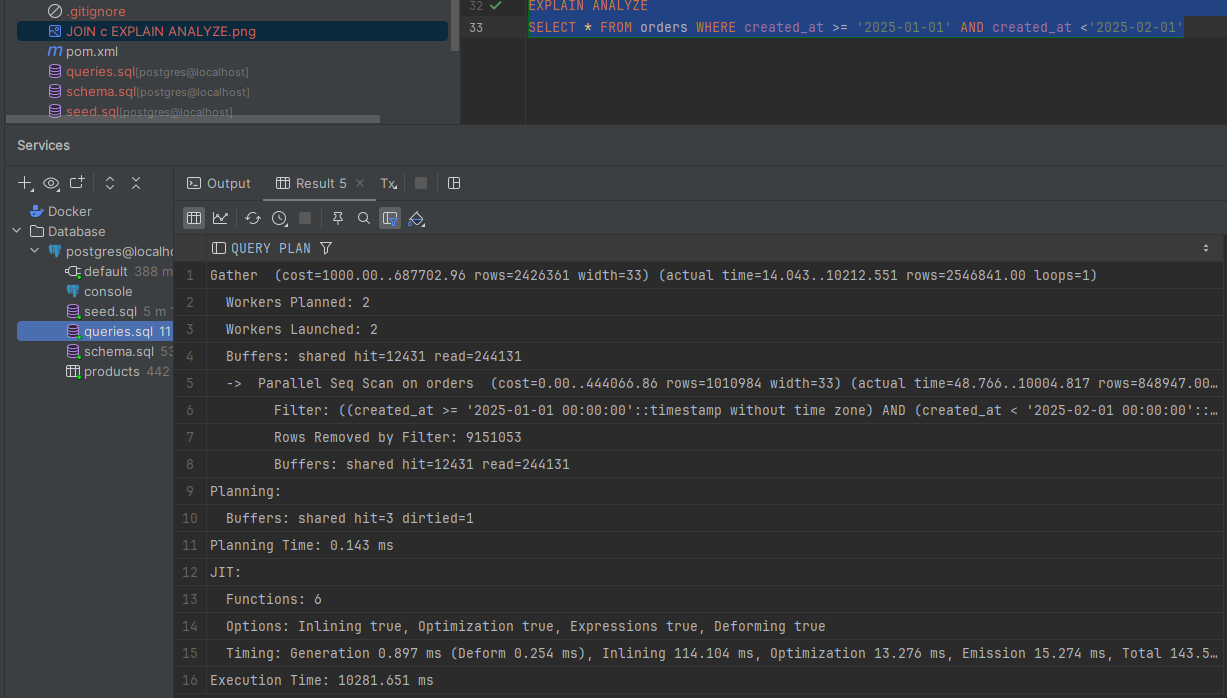 .gitignore
JOIN c EXPLAIN ANALYZE.png
pom.xml
queries.sql [postgres@localhost]
schema.sql [postgres@localhost]
seed.sql [postgres@localhost]
32 EXPLAIN ANALYZE
33 SELECT * FROM orders WHERE created_at >= '2025-01-01' AND created_at <'2025-02-01'
Services
Output Result 5 Tx
Docker
Database
postgres@localho
default 388 m
console
seed.sql 5 m
queries.sql 11
schema.sql 53
products 442
QUERY PLAN
1 Gather (cost=1000.00..687702.96 rows=2426361 width=33) (actual time=14.043..10212.551 rows=2546841.00 loops=1)
2 Workers Planned: 2
3 Workers Launched: 2
4 Buffers: shared hit=12431 read=244131
5 -> Parallel Seq Scan on orders (cost=0.00..444066.86 rows=1010984 width=33) (actual time=48.766..10004.817 rows=848947.00…
6 Filter: ((created_at >= '2025-01-01 00:00:00'::timestamp without time zone) AND (created_at < '2025-02-01 00:00:00'::…
7 Rows Removed by Filter: 9151053
8 Buffers: shared hit=12431 read=244131
9 Planning:
10 Buffers: shared hit=3 dirtied=1
11 Planning Time: 0.143 ms
12 JIT:
13 Functions: 6
14 Options: Inlining true, Optimization true, Expressions true, Deforming true
15 Timing: Generation 0.897 ms (Deform 0.254 ms), Inlining 114.104 ms, Optimization 13.276 ms, Emission 15.274 ms, Total 143.5…
16 Execution Time: 10281.651 ms